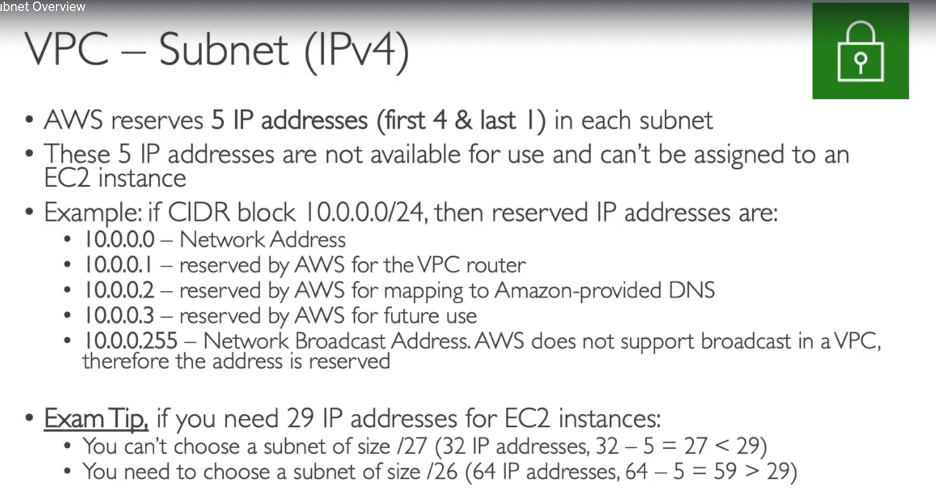 ubnet Overview
VPC – Subnet (IPv4)
• AWS reserves 5 IP addresses (first 4 & last 1) in each subnet
• These 5 IP addresses are not available for use and can't be assigned to an
EC2 instance
• Example: if CIDR block 10.0.0.0/24, then reserved IP addresses are:
• 10.0.0.0 – Network Address
• 10.0.0.1 – reserved by AWS for the VPC router
• 10.0.0.2 – reserved by AWS for mapping to Amazon-provided DNS
• 10.0.0.3 – reserved by AWS for future use
• 10.0.0.255 – Network Broadcast Address. AWS does not support broadcast in a VPC,
therefore the address is reserved
• Exam Tip, if you need 29 IP addresses for EC2 instances:
• You can't choose a subnet of size /27 (32 IP addresses, 32 – 5 = 27 < 29)
• You need to choose a subnet of size /26 (64 IP addresses, 64 – 5 = 59 > 29)